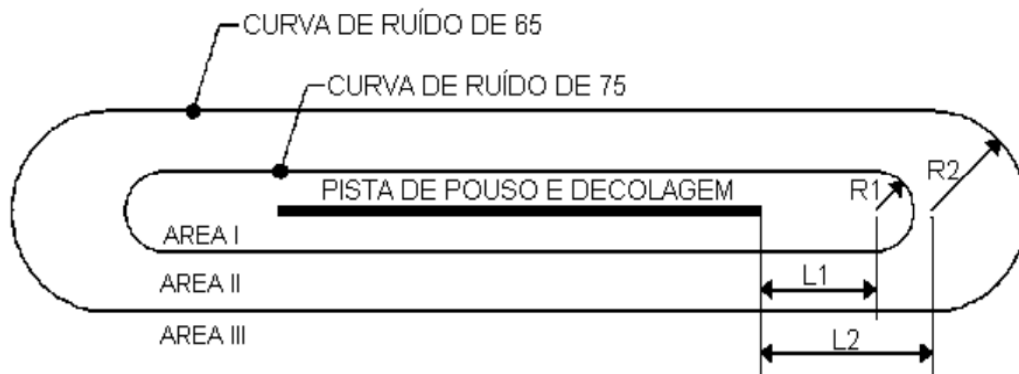 CURVA DE RUÍDO DE 65
CURVA DE RUÍDO DE 75
PISTA DE POUSO E DECOLAGEM
R1
R2
AREA I
L1
AREA II
AREA III
L2